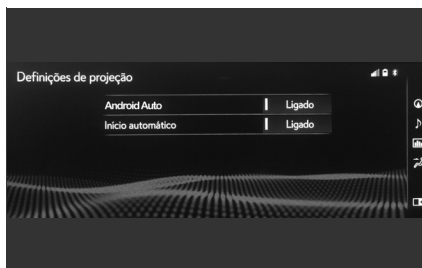 Definições de projeção
Android Auto
Ligado
Início automático
Ligado